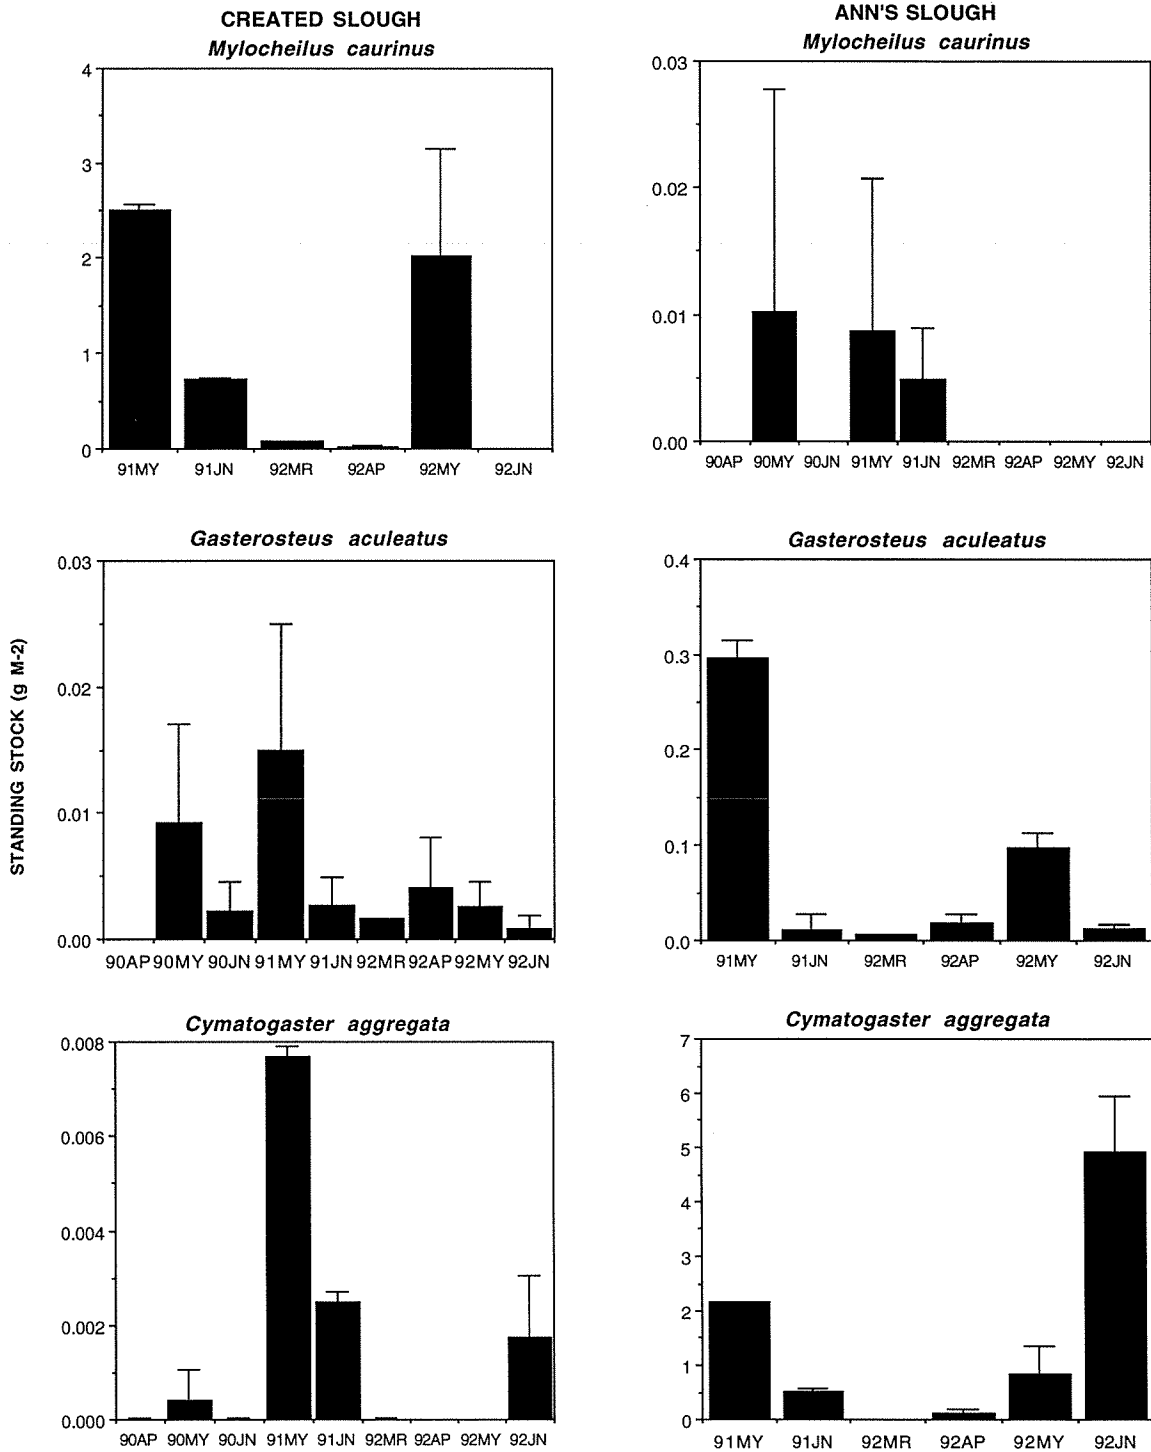 CREATED SLOUGH
Mylocheilus caurinus
4
3
2
1
0
91MY 91JN 92MR 92AP 92MY 92JN
ANN'S SLOUGH
Mylocheilus caurinus
0.03
0.02
0.01
0.00
90AP 90MY 90JN 91MY 91JN 92MR 92AP 92MY 92JN
STANDING STOCK (g M-2)
Gasterosteus aculeatus
0.03
0.02
0.01
0.00
90AP 90MY 90JN 91MY 91JN 92MR 92AP 92MY 92JN
Gasterosteus aculeatus
0.4
0.3
0.2
0.1
0.0
91MY 91JN 92MR 92AP 92MY 92JN
Cymatogaster aggregata
0.008
0.006
0.004
0.002
0.000
90AP 90MY 90JN 91MY 91JN 92MR 92AP 92MY 92JN
Cymatogaster aggregata
7
6
5
4
3
2
1
0
91MY 91JN 92MR 92AP 92MY 92JN